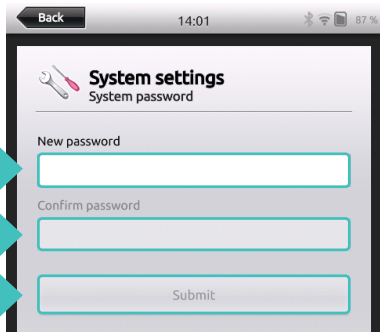 Back 14:01 87 %
System settings
System password
New password
Confirm password
Submit